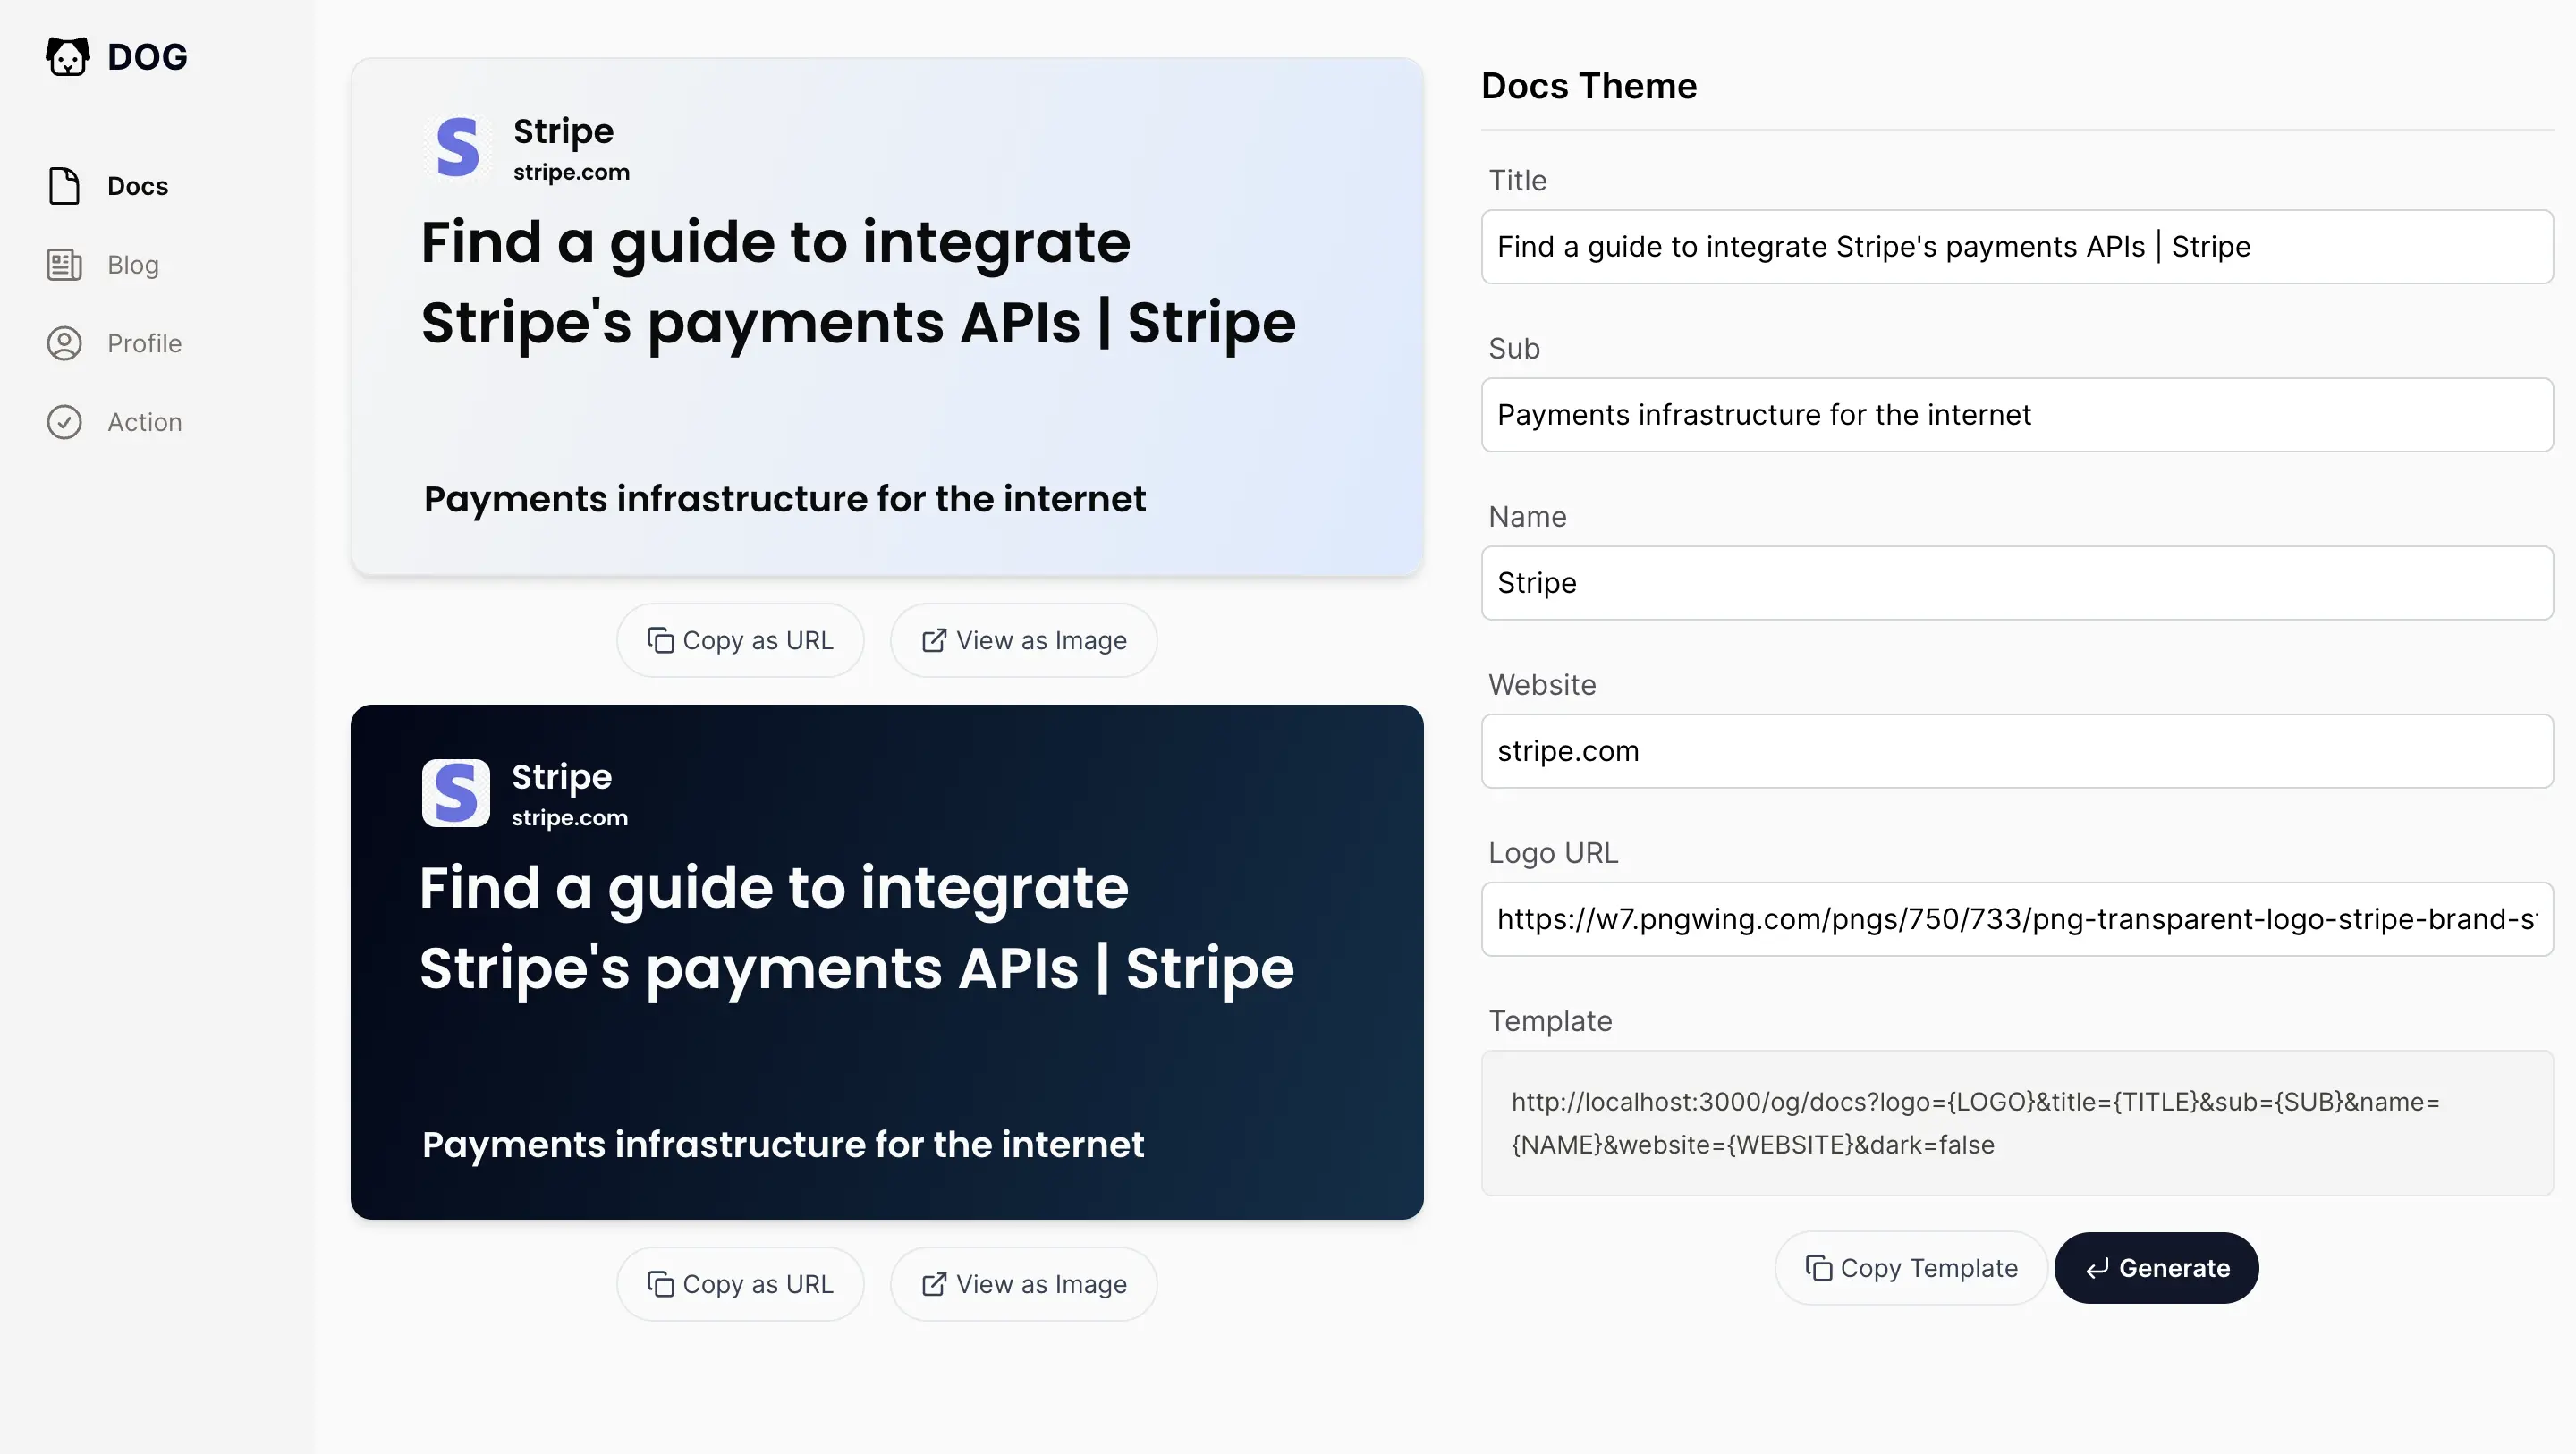 DOG
Docs
Blog
Profile
Action
Stripe
stripe.com
Find a guide to integrate
Stripe's payments APIs | Stripe
Payments infrastructure for the internet
Copy as URL
View as Image
Stripe
stripe.com
Find a guide to integrate
Stripe's payments APIs | Stripe
Payments infrastructure for the internet
Copy as URL
View as Image
Docs Theme
Title
Find a guide to integrate Stripe's payments APIs | Stripe
Sub
Payments infrastructure for the internet
Name
Stripe
Website
stripe.com
Logo URL
https://w7.pngwing.com/pngs/750/733/png-transparent-logo-stripe-brand-s
Template
http://localhost:3000/og/docs?logo={LOGO}&title={TITLE}&sub={SUB}&name=
{NAME}&website={WEBSITE}&dark=false
Copy Template
Generate